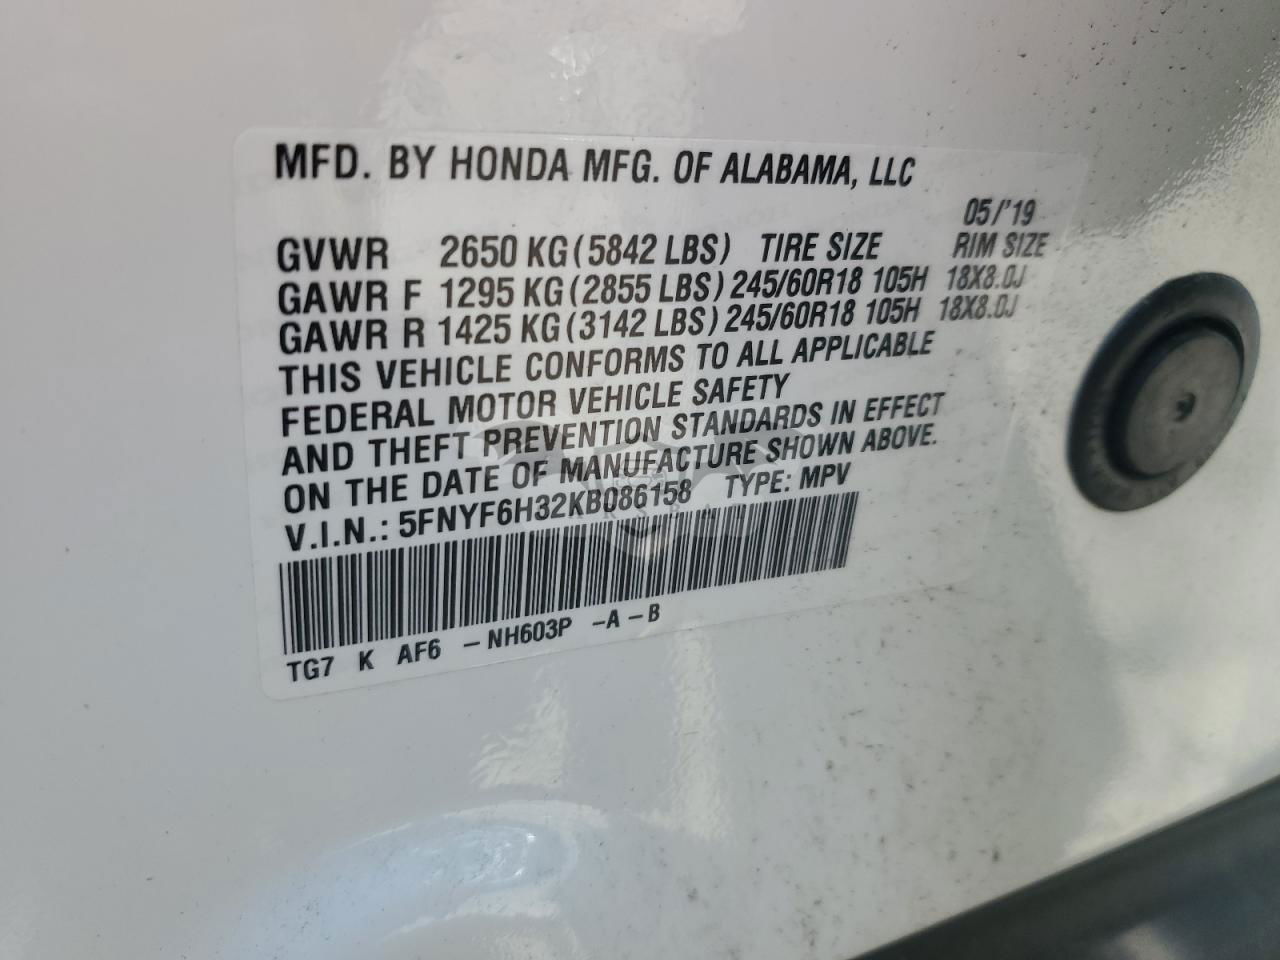 MFD. BY HONDA MFG. OF ALABAMA, LLC
05/'19
GVWR 2650 KG (5842 LBS) TIRE SIZE RIM SIZE
GAWR F 1295 KG (2855 LBS) 245/60R18 105H 18X8.0J
GAWR R 1425 KG (3142 LBS) 245/60R18 105H 18X8.0J
THIS VEHICLE CONFORMS TO ALL APPLICABLE
FEDERAL MOTOR VEHICLE SAFETY
AND THEFT PREVENTION STANDARDS IN EFFECT
ON THE DATE OF MANUFACTURE SHOWN ABOVE.
V.I.N.: 5FNYF6H32KB086158 TYPE: MPV
TG7 K AF6 – NH603P –A – B